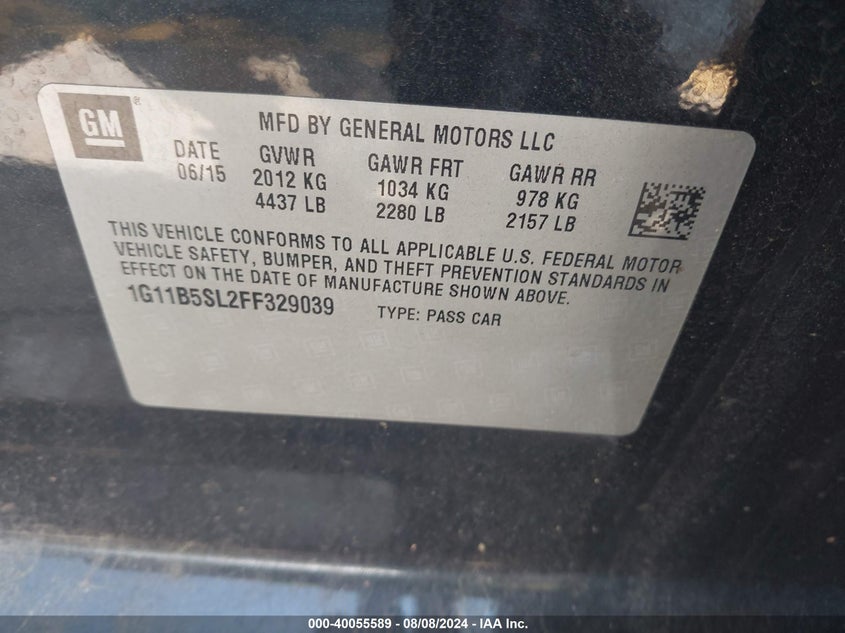 GM ®
MFD BY GENERAL MOTORS LLC
DATE GVWR GAWR FRT GAWR RR
06/15 2012 KG 1034 KG 978 KG
4437 LB 2280 LB 2157 LB
THIS VEHICLE CONFORMS TO ALL APPLICABLE U.S. FEDERAL MOTOR
VEHICLE SAFETY, BUMPER, AND THEFT PREVENTION STANDARDS IN
EFFECT ON THE DATE OF MANUFACTURE SHOWN ABOVE.
1G11B5SL2FF329039 TYPE: PASS CAR
000-40055589 - 08/08/2024 - IAA Inc.